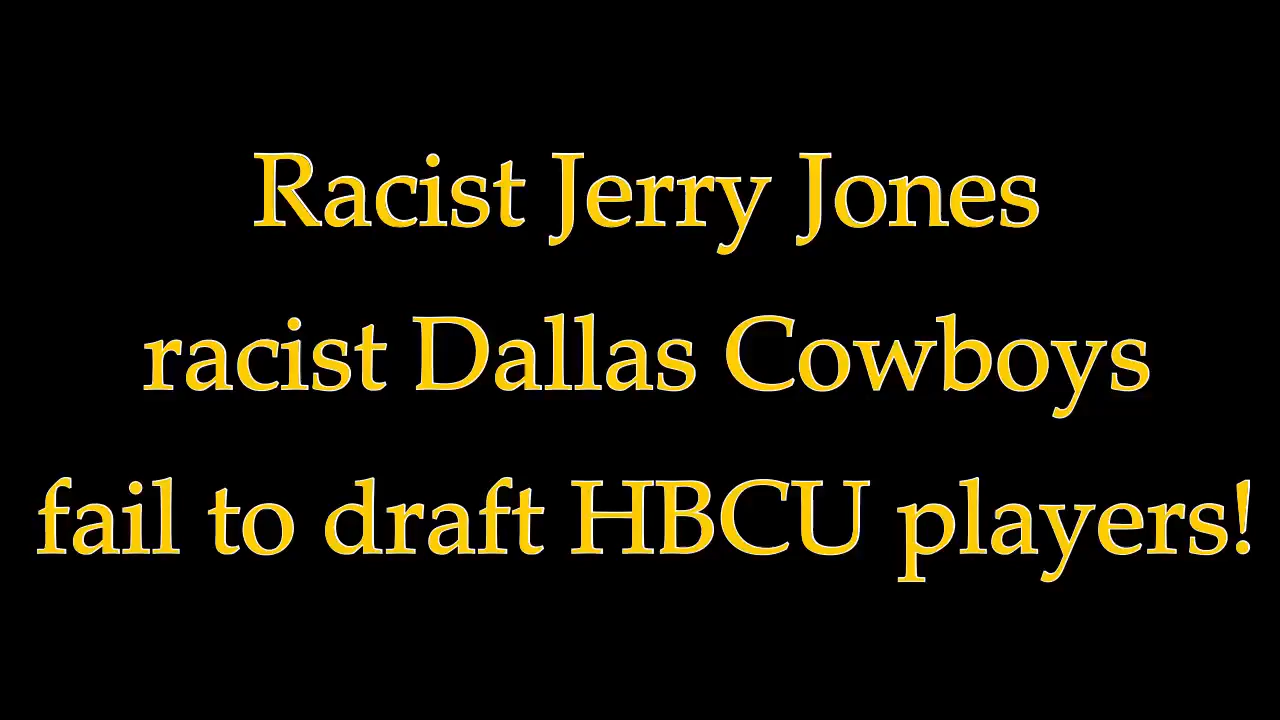 Racist Jerry Jones
racist Dallas Cowboys
fail to draft HBCU players!